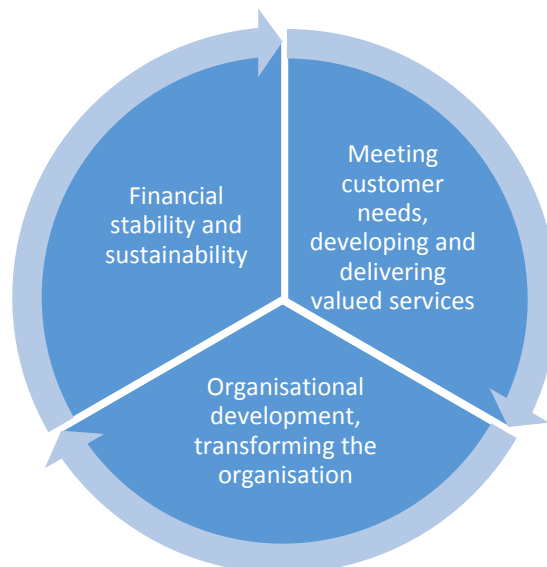 Financial
stability and
sustainability
Meeting
customer
needs,
developing and
delivering
valued services
Organisational
development,
transforming the
organisation